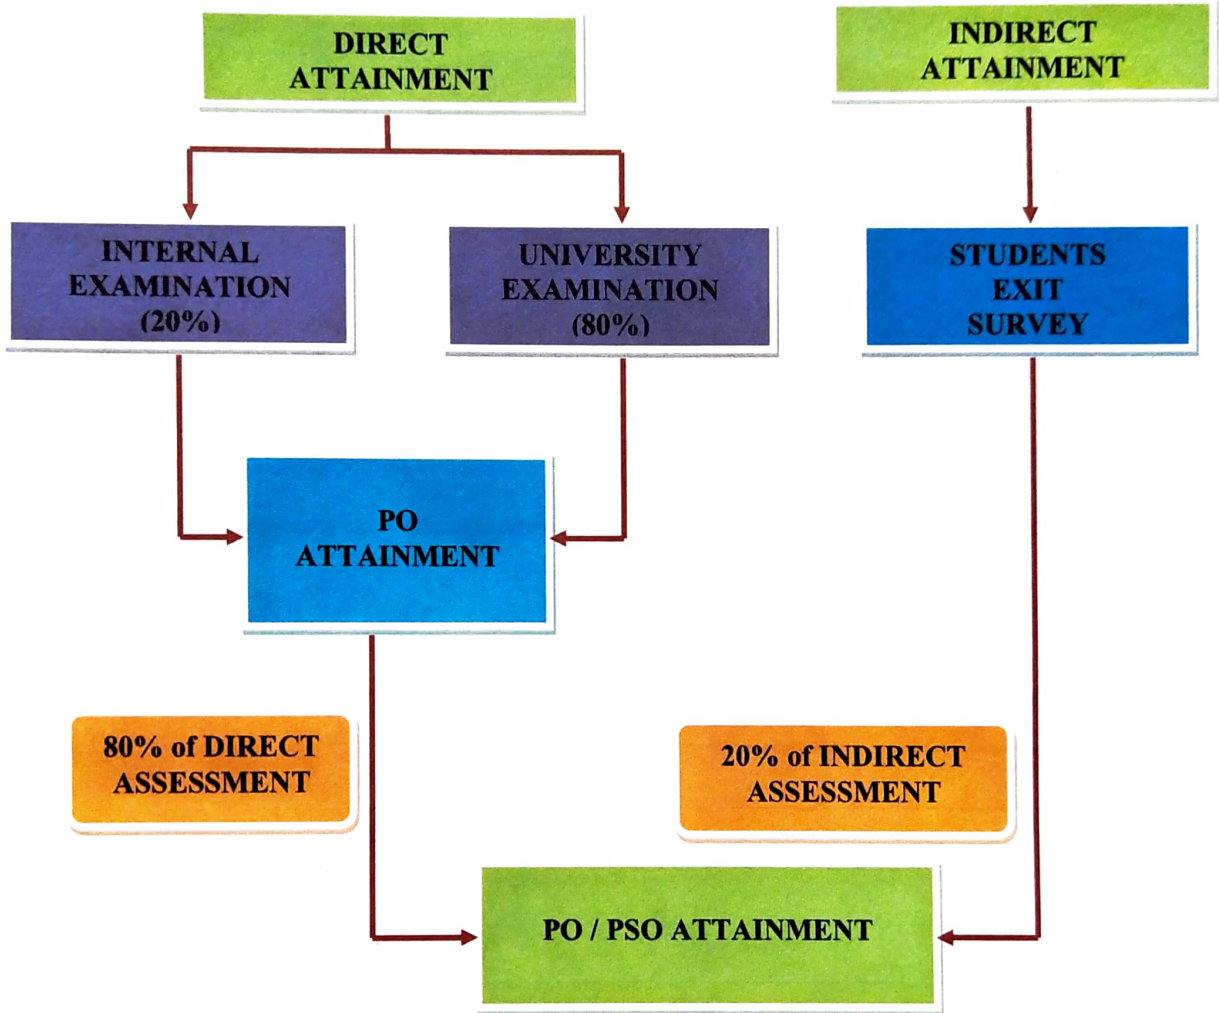 DIRECT
ATTAINMENT
INDIRECT
ATTAINMENT
INTERNAL
EXAMINATION
(20%)
UNIVERSITY
EXAMINATION
(80%)
STUDENTS
EXIT
SURVEY
PO
ATTAINMENT
80% of DIRECT
ASSESSMENT
20% of INDIRECT
ASSESSMENT
PO / PSO ATTAINMENT